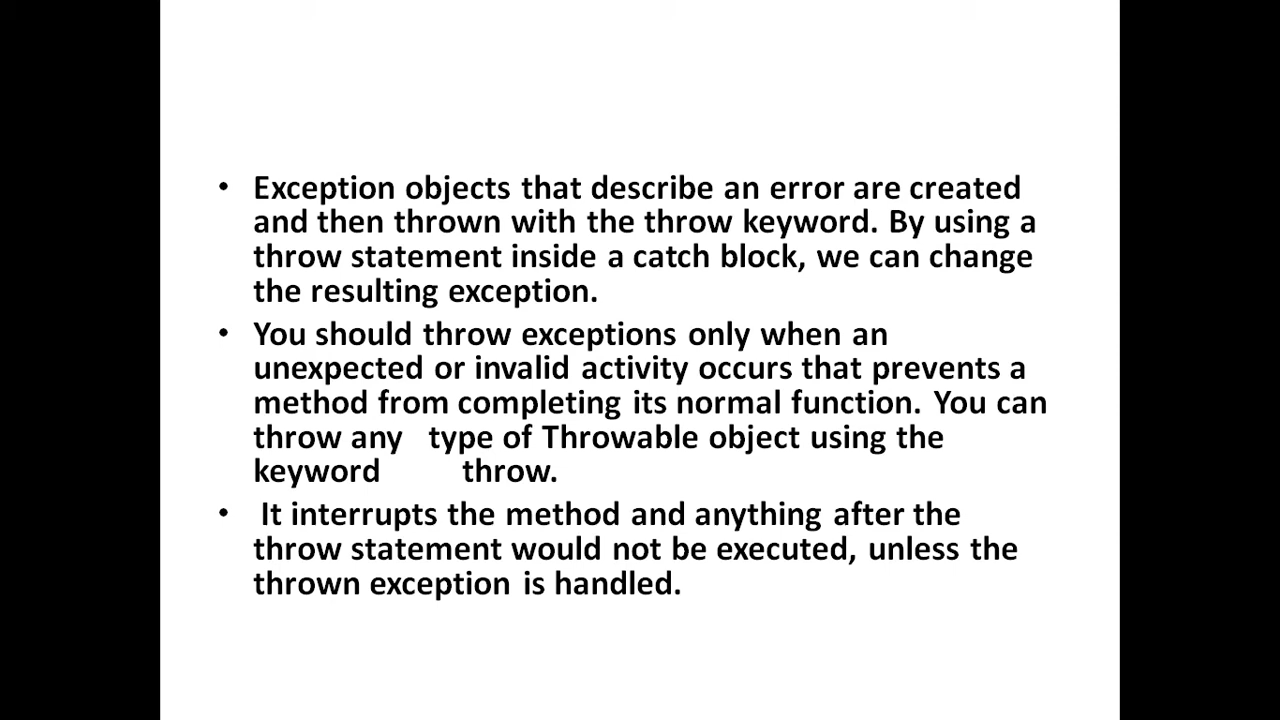 • Exception objects that describe an error are created
and then thrown with the throw keyword. By using a
throw statement inside a catch block, we can change
the resulting exception.
• You should throw exceptions only when an
unexpected or invalid activity occurs that prevents a
method from completing its normal function. You can
throw any type of Throwable object using the
keyword throw.
• It interrupts the method and anything after the
throw statement would not be executed, unless the
thrown exception is handled.